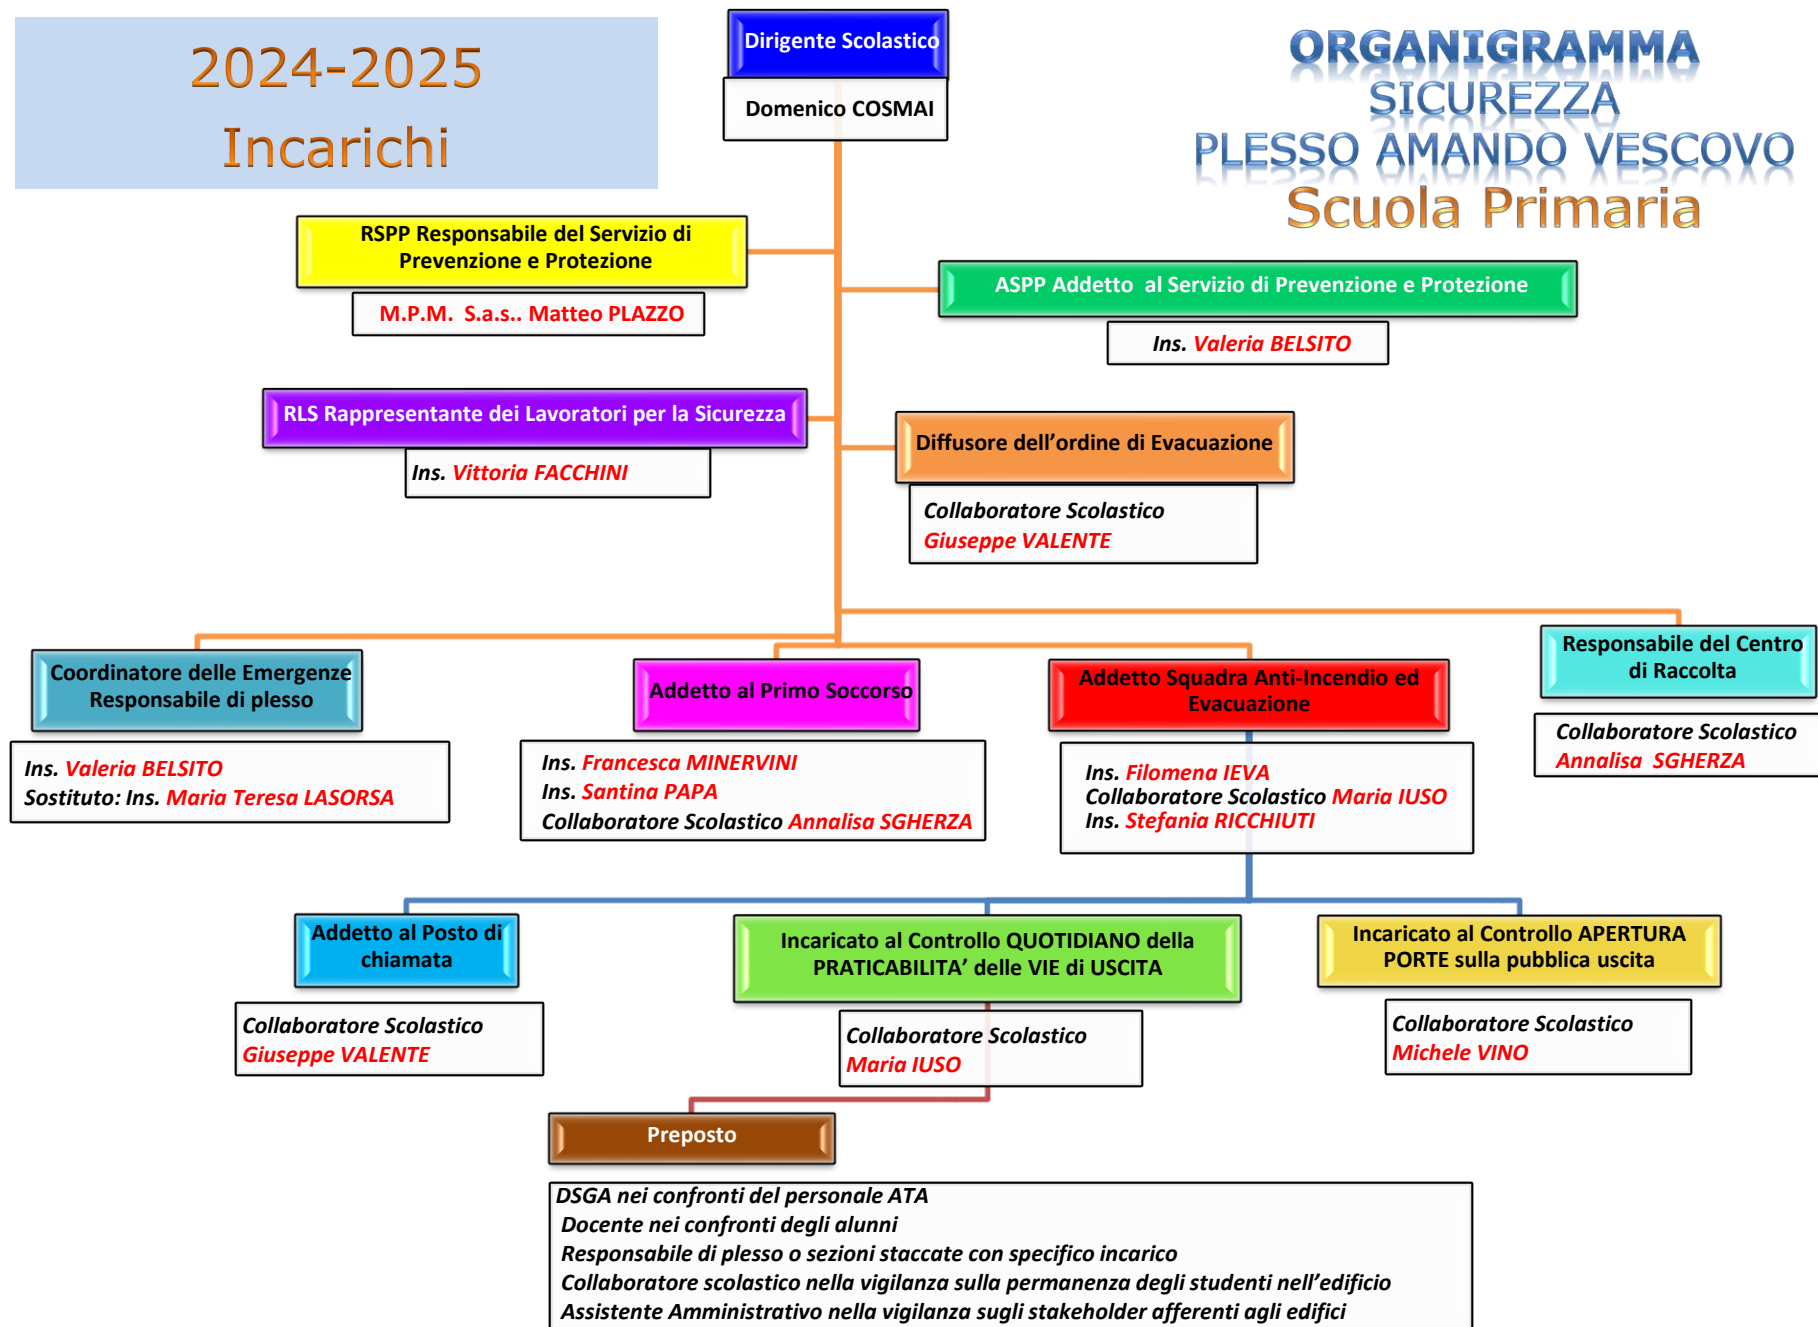 2024-2025
Incarichi
Dirigente Scolastico
Domenico COSMAI
ORGANIGRAMMA
SICUREZZA
PLESSO AMANDO VESCOVO
Scuola Primaria
RSPP Responsabile del Servizio di
Prevenzione e Protezione
M.P.M. S.a.s.. Matteo PLAZZO
ASPP Addetto al Servizio di Prevenzione e Protezione
Ins. Valeria BELSITO
RLS Rappresentante dei Lavoratori per la Sicurezza
Ins. Vittoria FACCHINI
Diffusore dell’ordine di Evacuazione
Collaboratore Scolastico
Giuseppe VALENTE
Coordinatore delle Emergenze
Responsabile di plesso
Ins. Valeria BELSITO
Sostituto: Ins. Maria Teresa LASORSA
Addetto al Primo Soccorso
Ins. Francesca MINERVINI
Ins. Santina PAPA
Collaboratore Scolastico Annalisa SGHERZA
Addetto Squadra Anti-Incendio ed
Evacuazione
Ins. Filomena IEVA
Collaboratore Scolastico Maria IUSO
Ins. Stefania RICCHIUTI
Responsabile del Centro
di Raccolta
Collaboratore Scolastico
Annalisa SGHERZA
Addetto al Posto di
chiamata
Collaboratore Scolastico
Giuseppe VALENTE
Incaricato al Controllo QUOTIDIANO della
PRATICABILITA’ delle VIE di USCITA
Collaboratore Scolastico
Maria IUSO
Incaricato al Controllo APERTURA
PORTE sulla pubblica uscita
Collaboratore Scolastico
Michele VINO
Preposto
DSGA nei confronti del personale ATA
Docente nei confronti degli alunni
Responsabile di plesso o sezioni staccate con specifico incarico
Collaboratore scolastico nella vigilanza sulla permanenza degli studenti nell’edificio
Assistente Amministrativo nella vigilanza sugli stakeholder afferenti agli edifici